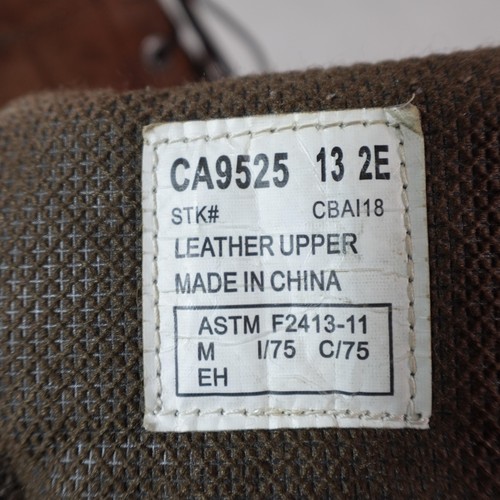 CA9525 13 2E
STK# CBAI18
LEATHER UPPER
MADE IN CHINA
ASTM F2413-11
M I/75 C/75
EH